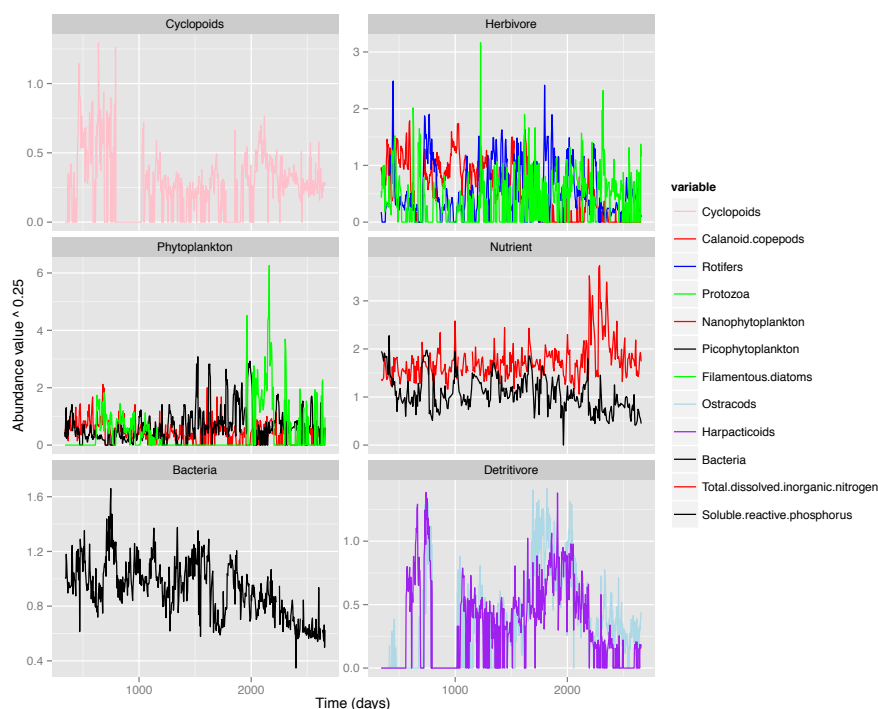 Cyclopoids
Herbivore
1.0
0.5
0.0
3
2
1
0
Phytoplankton
Nutrient
6
4
2
0
3
2
1
0
Bacteria
Detritivore
1.6
1.2
0.8
0.4
1.0
0.5
0.0
1000
2000
1000
2000
Time (days)
Abundance value ^ 0.25
variable
Cyclopoids
Calanoid.copepods
Rotifers
Protozoa
Nanophytoplankton
Picophytoplankton
Filamentous.diatoms
Ostracods
Harpacticoids
Bacteria
Total.dissolved.inorganic.nitrogen
Soluble.reactive.phosphorus